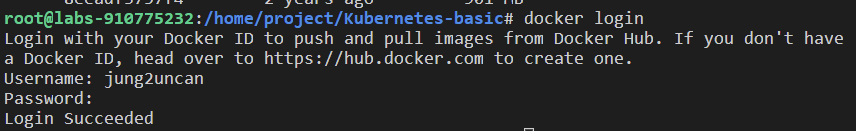 root@labs-910775232:/home/project/Kubernetes-basic# docker login
Login with your Docker ID to push and pull images from Docker Hub. If you don't have
a Docker ID, head over to https://hub.docker.com to create one.
Username: jung2uncan
Password:
Login Succeeded